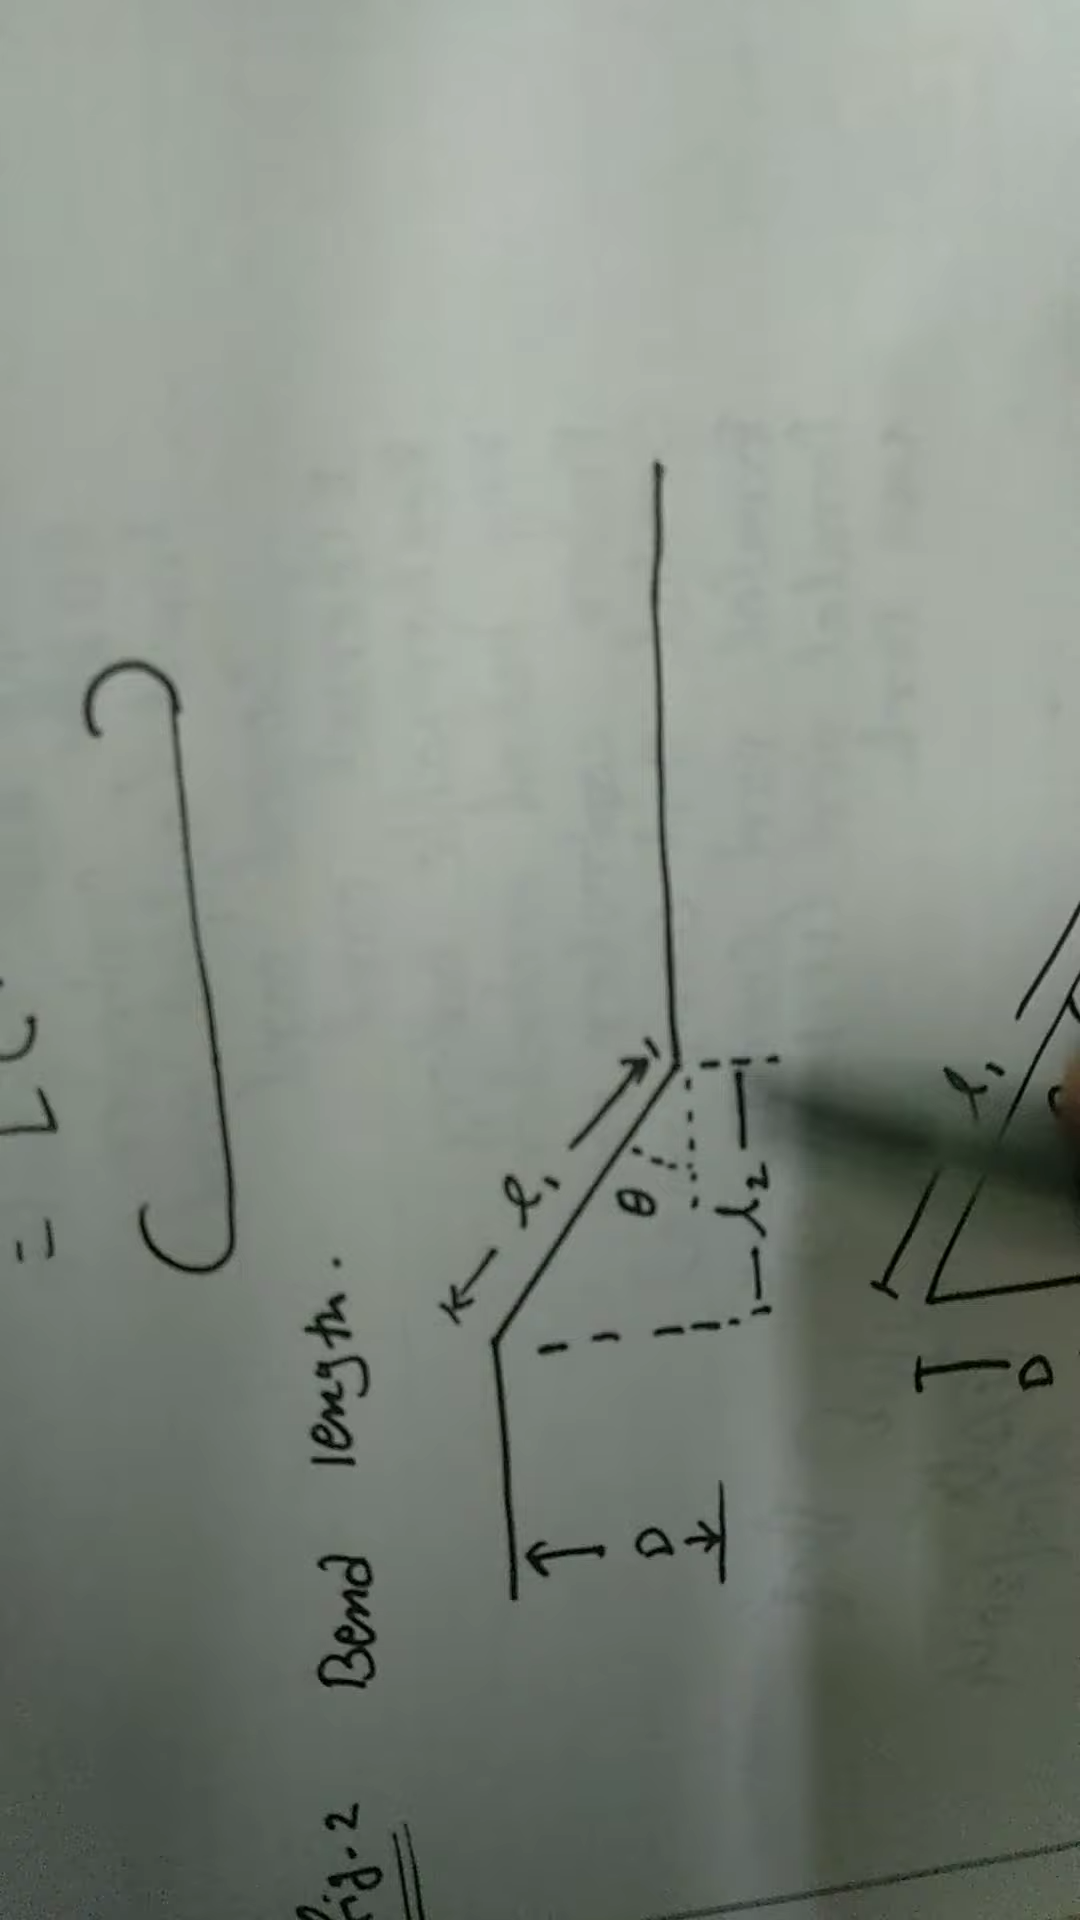 = L
fig-2 Bend length.
l₁
θ
l₂
D
l₁
D